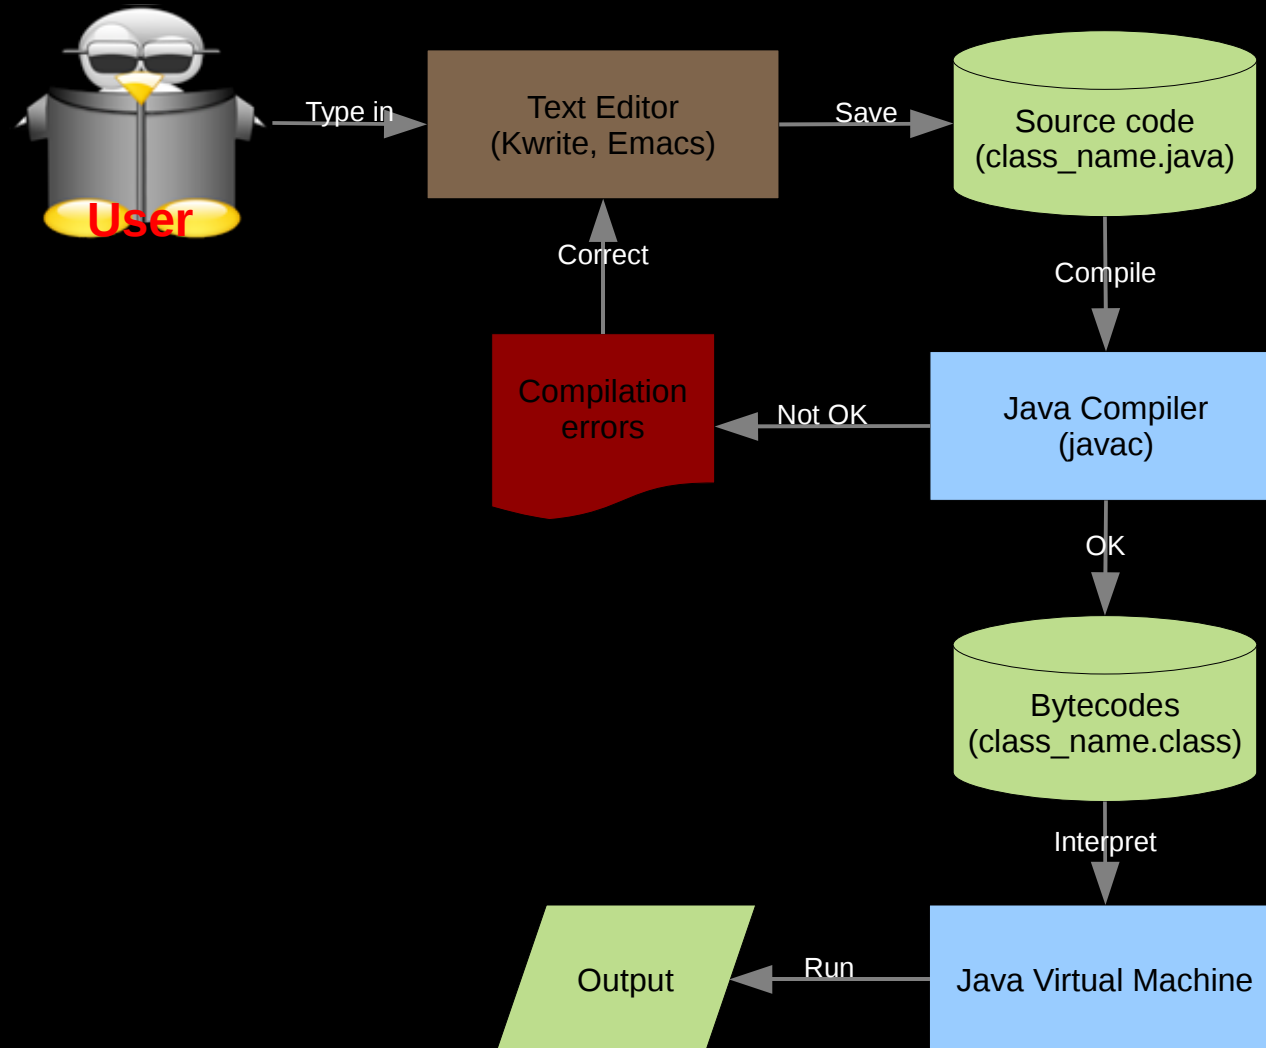 Type in
Text Editor
(Kwrite, Emacs)
Save
Source code
(class_name.java)
User
Correct
Compile
Compilation
errors
Not OK
Java Compiler
(javac)
OK
Bytecodes
(class_name.class)
Interpret
Output
Run
Java Virtual Machine